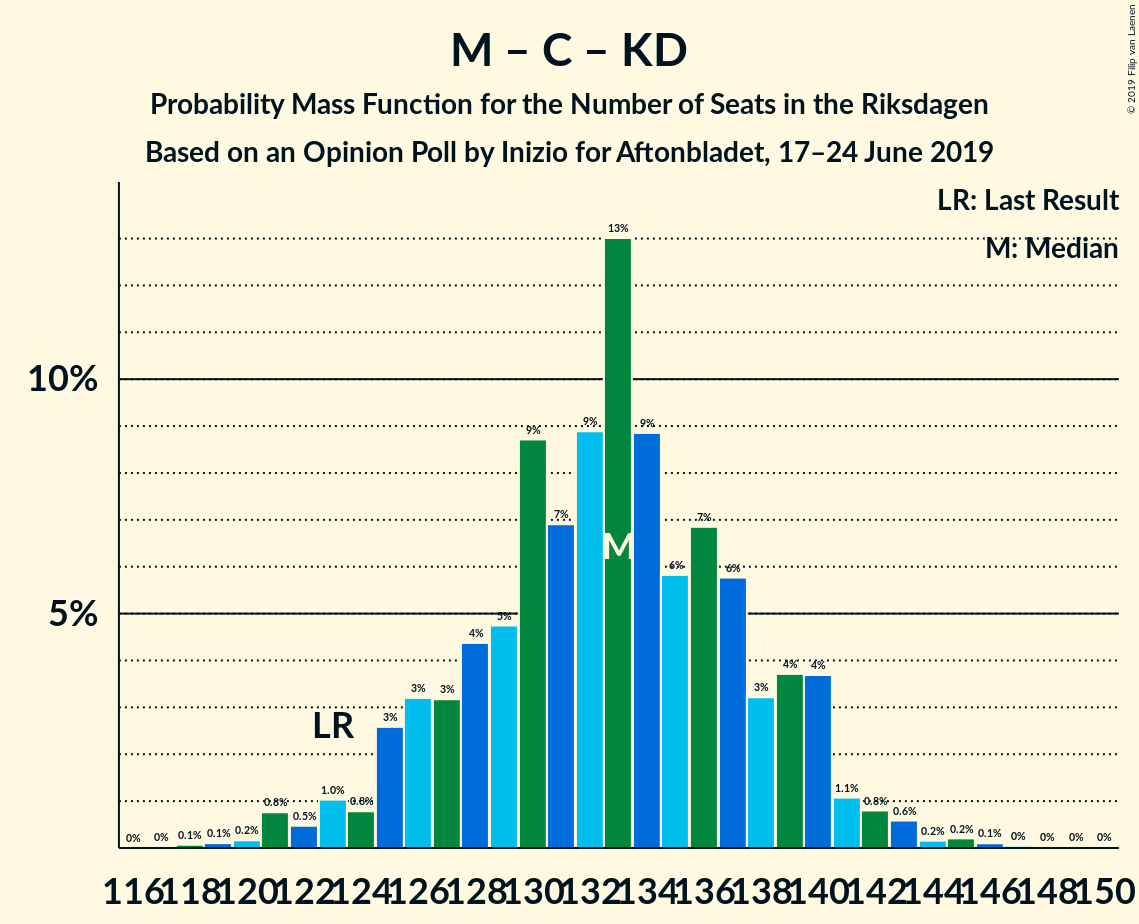 M – C – KD
Probability Mass Function for the Number of Seats in the Riksdagen
Based on an Opinion Poll by Inizio for Aftonbladet, 17–24 June 2019
© 2019 Filip van Laenen
LR: Last Result
M: Median
10%
5%
LR
M
0% 0% 0.1% 0.1% 0.2% 0.8% 0.5% 1.0% 0.8% 3% 3% 3% 4% 5% 9% 7% 9% 13% 9% 6% 7% 6% 3% 4% 4% 1.1% 0.8% 0.6% 0.2% 0.2% 0.1% 0% 0% 0% 0%
116 118 120 122 124 126 128 130 132 134 136 138 140 142 144 146 148 150